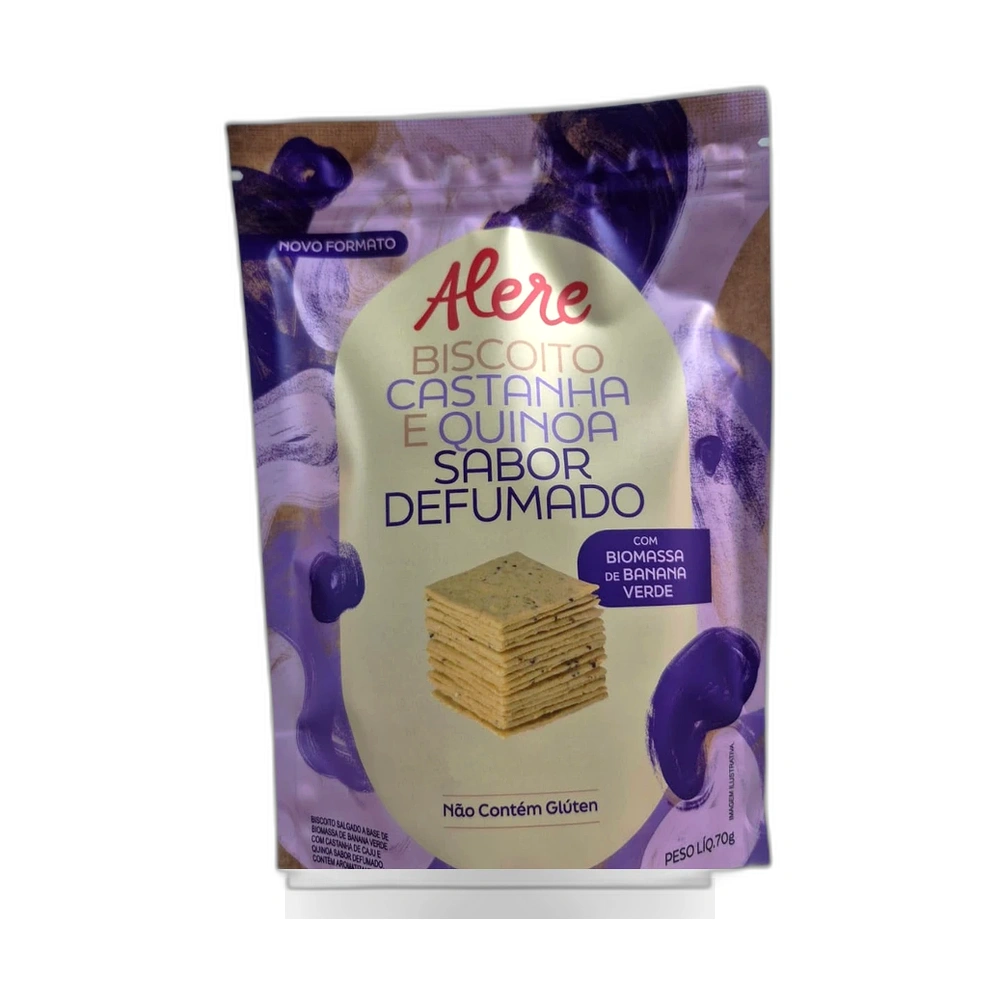 NOVO FORMATO
Alere
BISCOITO
CASTANHA
E QUINOA
SABOR
DEFUMADO
COM
BIOMASSA
DE BANANA
VERDE
Não Contém Glúten
BISCOITO SALGADO A BASE DE
BIOMASSA DE BANANA VERDE
COM CASTANHA DE CAJU E
QUINOA SABOR DEFUMADO.
CONTÉM
IMAGEM ILUSTRATIVA.
PESO LÍQ.70g